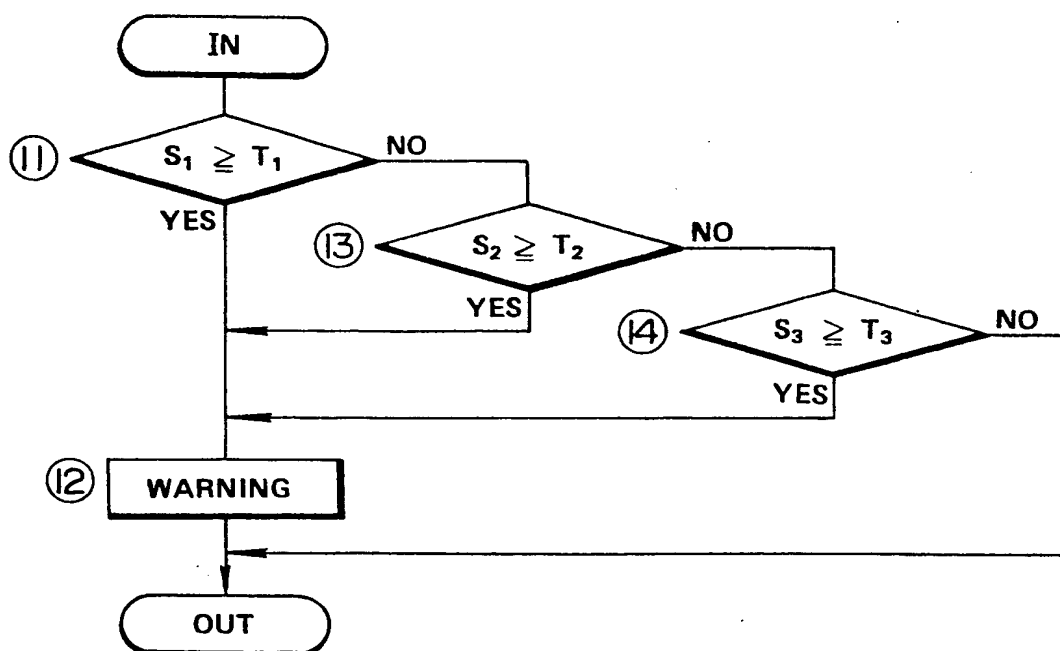 IN
11
S₁ ≧ T₁
NO
YES
13
S₂ ≧ T₂
NO
YES
14
S₃ ≧ T₃
NO
YES
12
WARNING
OUT